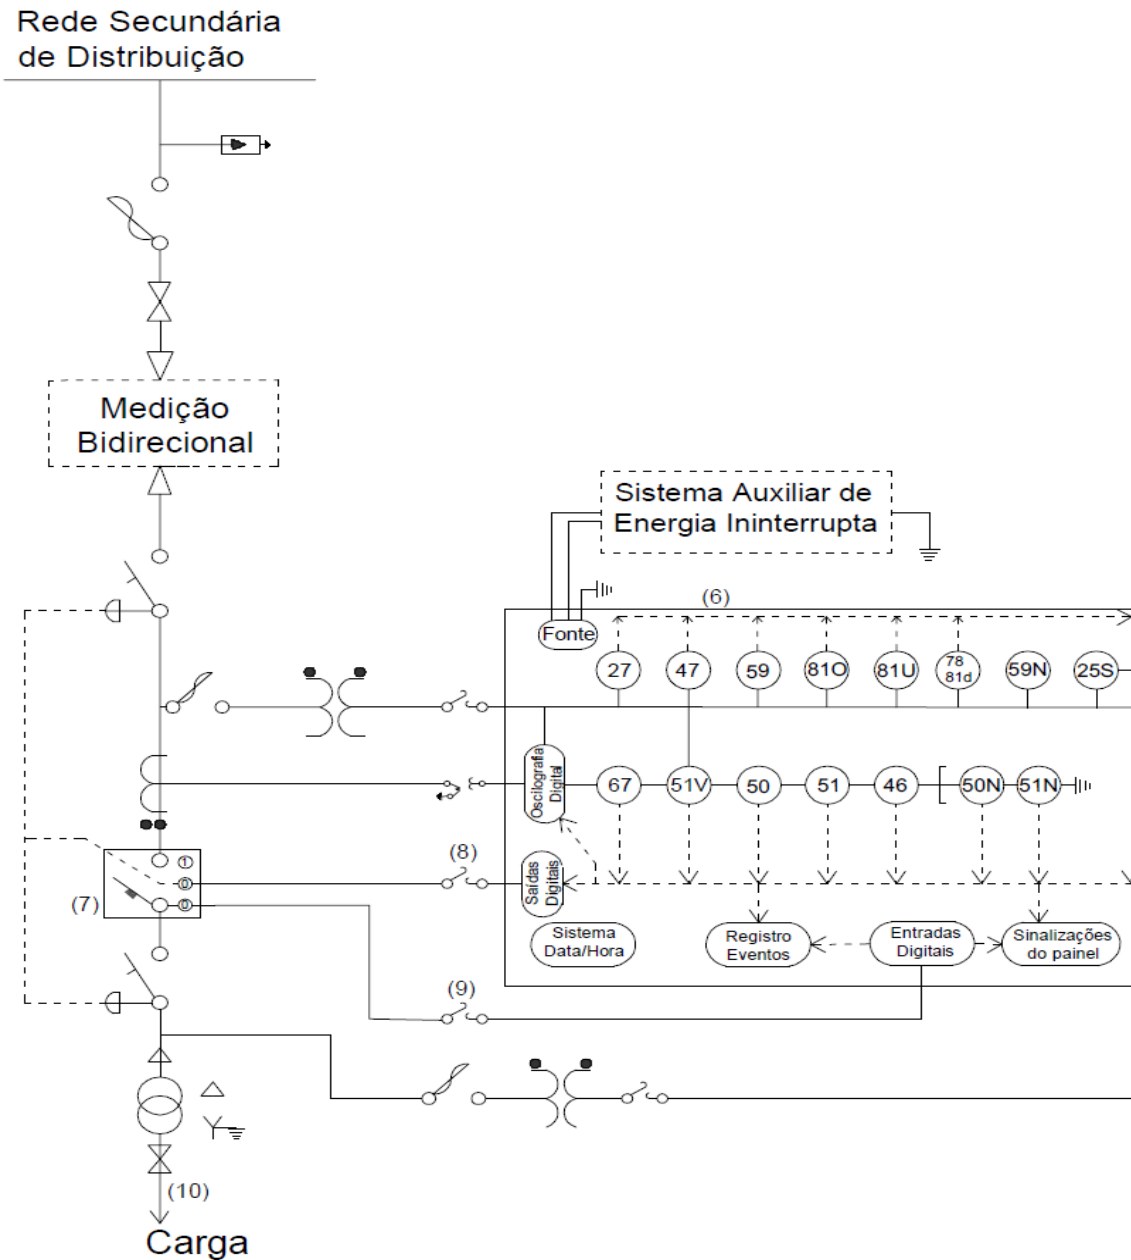 Rede Secundária
de Distribuição
Medição
Bidirecional
Sistema Auxiliar de
Energia Ininterrupta
(6)
Fonte
27
47
59
81O
81U
78
81d
59N
25S
Oscilografia
Digital
67
51V
50
51
46
50N
51N
1
0
0
(7)
(8)
Saídas
Digitais
Sistema
Data/Hora
Registro
Eventos
Entradas
Digitais
Sinalizações
do painel
(9)
(10)
Carga